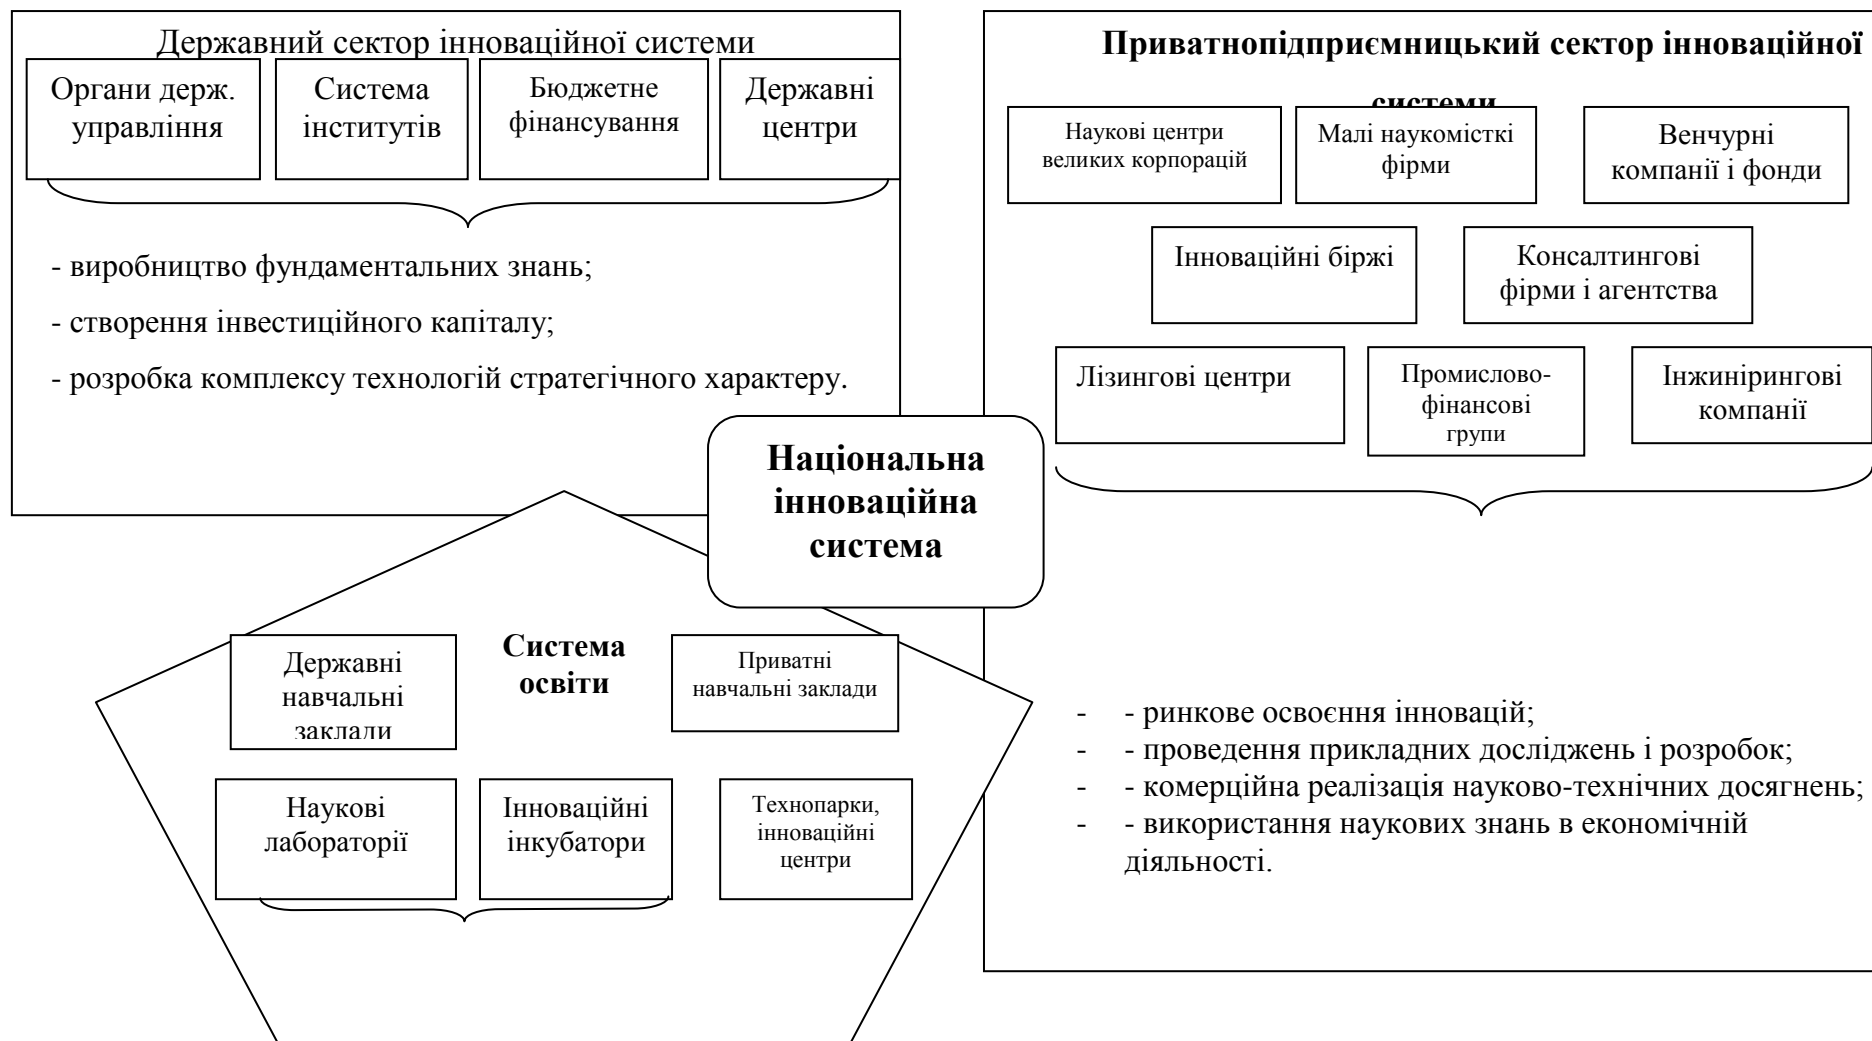 Державний сектор інноваційної системи
Органи держ.
управління
Система
інститутів
Бюджетне
фінансування
Державні
центри
- виробництво фундаментальних знань;
- створення інвестиційного капіталу;
- розробка комплексу технологій стратегічного характеру.
Приватнопідприємницький сектор інноваційної
системи
Наукові центри
великих корпорацій
Малі наукомісткі
фірми
Венчурні
компанії і фонди
Інноваційні біржі
Консалтингові
фірми і агентства
Лізингові центри
Промислово-
фінансові
групи
Інжинірингові
компанії
Національна
інноваційна
система
Система
освіти
Державні
навчальні
заклади
Приватні
навчальні заклади
Наукові
лабораторії
Інноваційні
інкубатори
Технопарки,
інноваційні
центри
- - ринкове освоєння інновацій;
- - проведення прикладних досліджень і розробок;
- - комерційна реалізація науково-технічних досягнень;
- - використання наукових знань в економічній
діяльності.